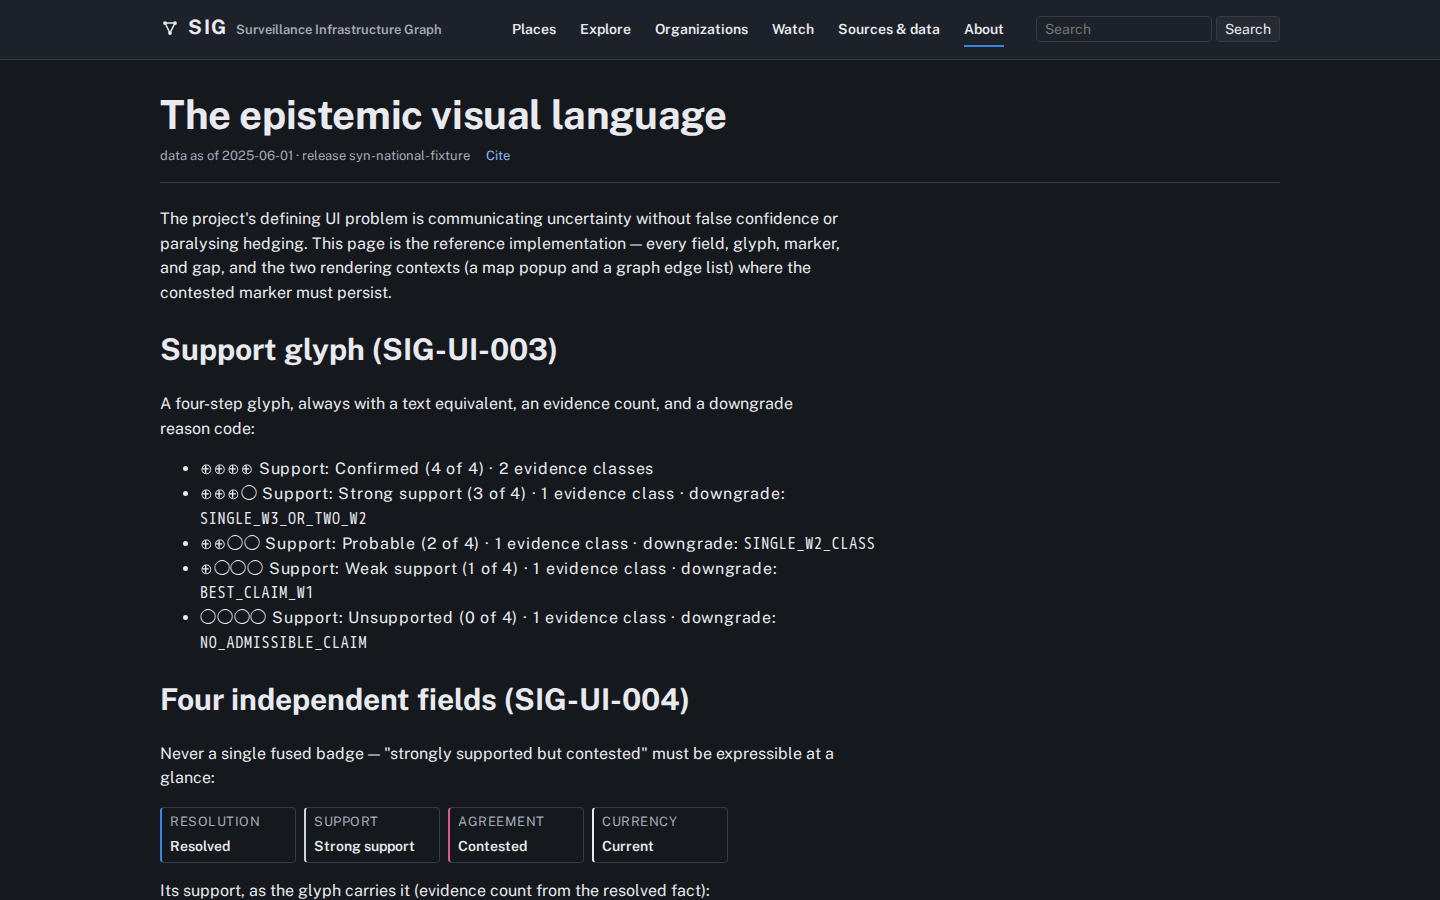 SIG Surveillance Infrastructure Graph Places Explore Organizations Watch Sources & data About Search Search
The epistemic visual language
data as of 2025-06-01 · release syn-national-fixture Cite
The project's defining UI problem is communicating uncertainty without false confidence or
paralysing hedging. This page is the reference implementation — every field, glyph, marker,
and gap, and the two rendering contexts (a map popup and a graph edge list) where the
contested marker must persist.
Support glyph (SIG-UI-003)
A four-step glyph, always with a text equivalent, an evidence count, and a downgrade
reason code:
• ⊕⊕⊕⊕ Support: Confirmed (4 of 4) · 2 evidence classes
• ⊕⊕⊕◯ Support: Strong support (3 of 4) · 1 evidence class · downgrade:
SINGLE_W3_OR_TWO_W2
• ⊕⊕◯◯ Support: Probable (2 of 4) · 1 evidence class · downgrade: SINGLE_W2_CLASS
• ⊕◯◯◯ Support: Weak support (1 of 4) · 1 evidence class · downgrade:
BEST_CLAIM_W1
• ◯◯◯◯ Support: Unsupported (0 of 4) · 1 evidence class · downgrade:
NO_ADMISSIBLE_CLAIM
Four independent fields (SIG-UI-004)
Never a single fused badge — "strongly supported but contested" must be expressible at a
glance:
RESOLUTION SUPPORT AGREEMENT CURRENCY
Resolved Strong support Contested Current
Its support, as the glyph carries it (evidence count from the resolved fact):